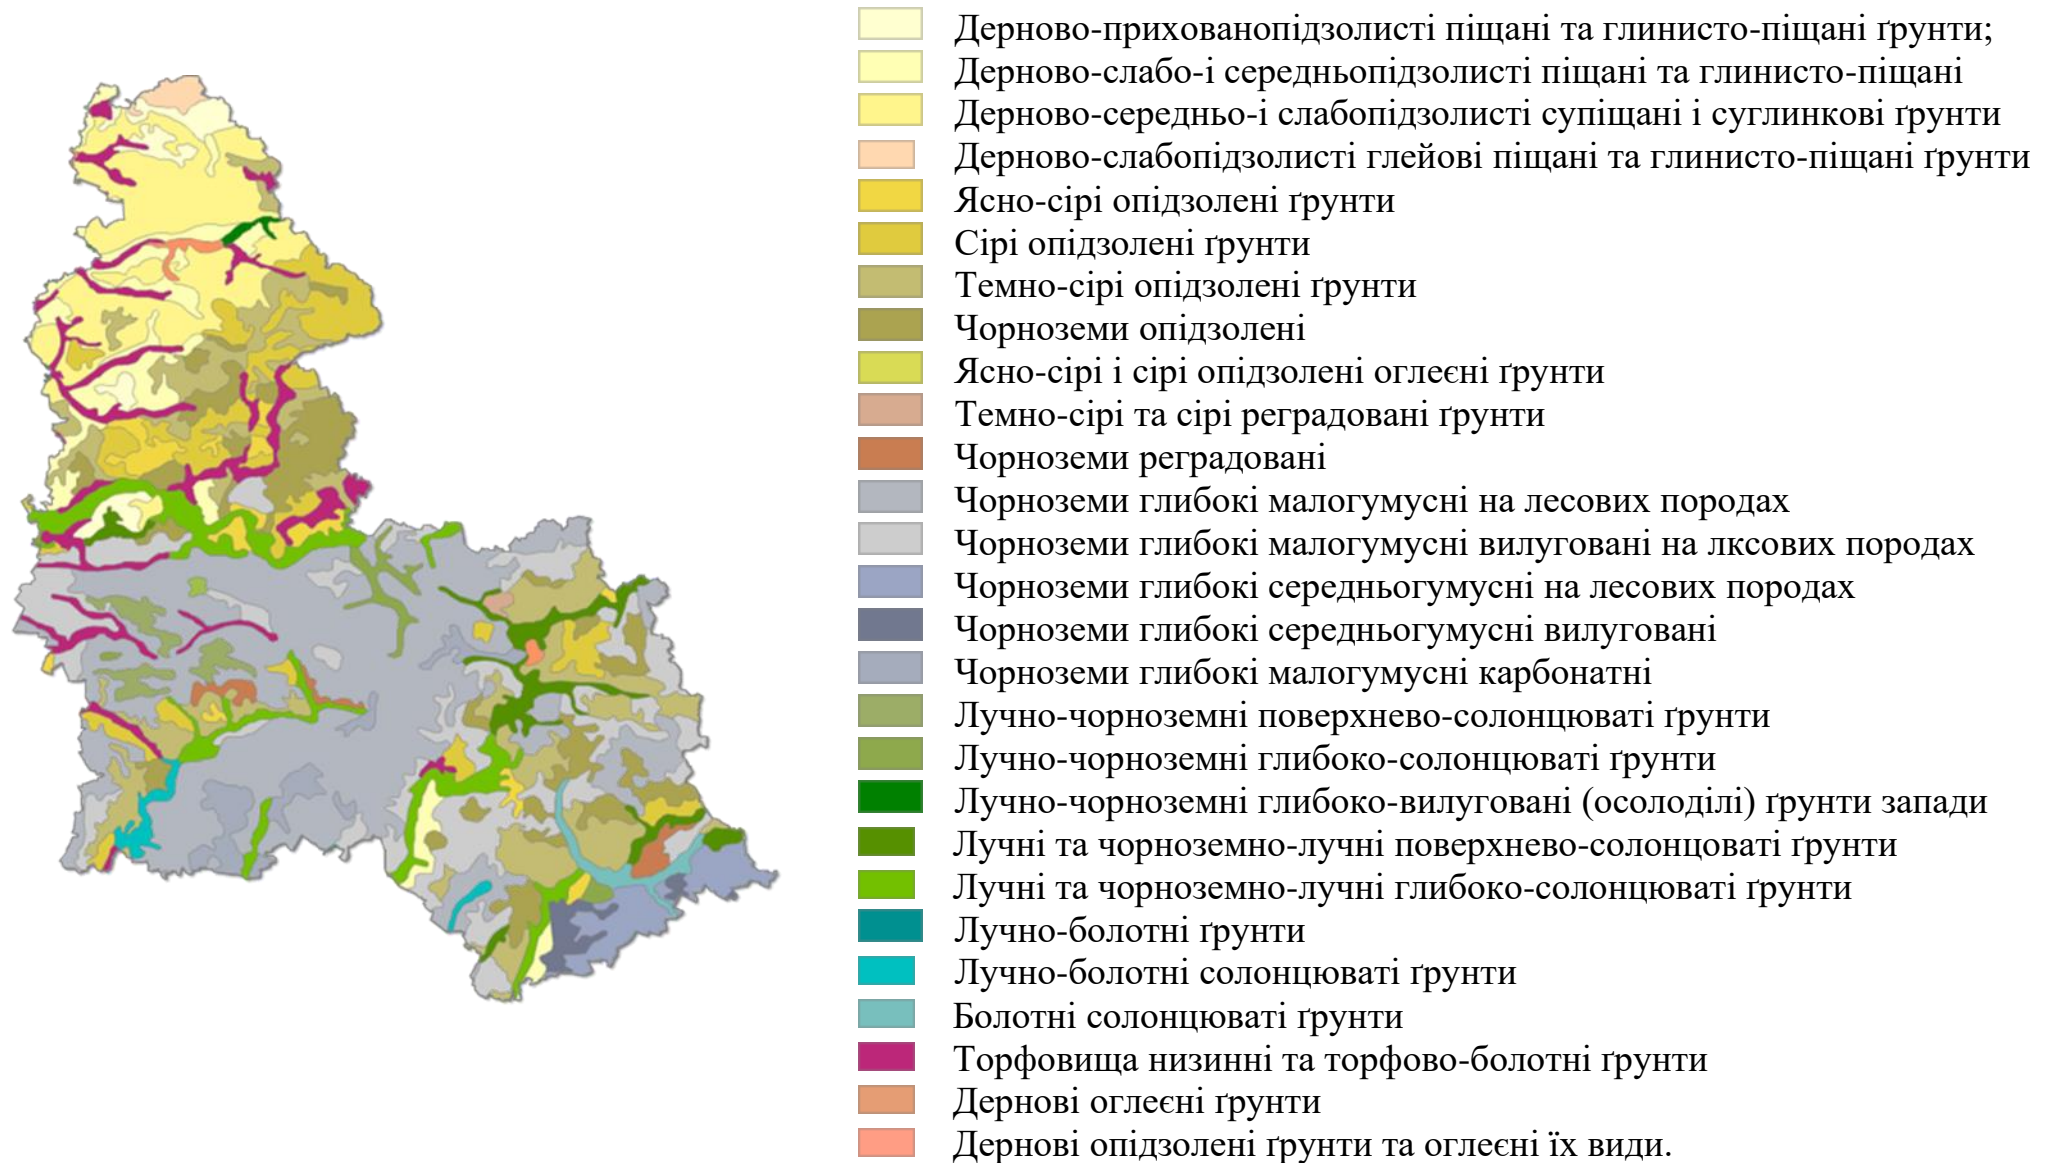 Дерново-прихованопідзолисті піщані та глинисто-піщані ґрунти;
Дерново-слабо-і середньопідзолисті піщані та глинисто-піщані
Дерново-середньо-і слабопідзолисті супіщані і суглинкові ґрунти
Дерново-слабопідзолисті глейові піщані та глинисто-піщані ґрунти
Ясно-сірі опідзолені ґрунти
Сірі опідзолені ґрунти
Темно-сірі опідзолені ґрунти
Чорноземи опідзолені
Ясно-сірі і сірі опідзолені оглеєні ґрунти
Темно-сірі та сірі реградовані ґрунти
Чорноземи реградовані
Чорноземи глибокі малогумусні на лесових породах
Чорноземи глибокі малогумусні вилуговані на лксових породах
Чорноземи глибокі середньогумусні на лесових породах
Чорноземи глибокі середньогумусні вилуговані
Чорноземи глибокі малогумусні карбонатні
Лучно-чорноземні поверхнево-солонцюваті ґрунти
Лучно-чорноземні глибоко-солонцюваті ґрунти
Лучно-чорноземні глибоко-вилуговані (осолоділі) ґрунти запади
Лучні та чорноземно-лучні поверхнево-солонцоваті ґрунти
Лучні та чорноземно-лучні глибоко-солонцюваті ґрунти
Лучно-болотні ґрунти
Лучно-болотні солонцюваті ґрунти
Болотні солонцюваті ґрунти
Торфовища низинні та торфово-болотні ґрунти
Дернові оглеєні ґрунти
Дернові опідзолені ґрунти та оглеєні їх види.